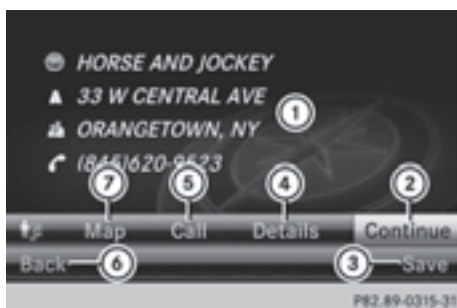 HORSE AND JOCKEY
33 W CENTRAL AVE
1
ORANGETOWN, NY
(845)620-9523
7 5 4 2
Map Call Details Continue
Back 6 3 Save
P82.89-0315-31